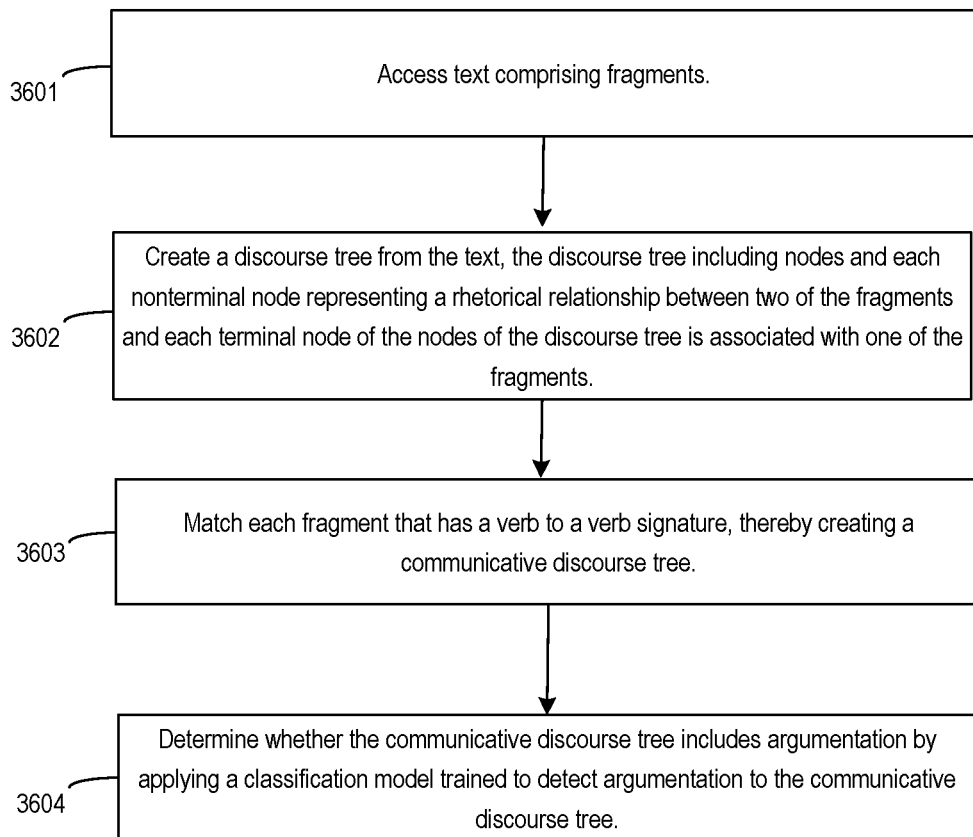 3601
Access text comprising fragments.
3602
Create a discourse tree from the text, the discourse tree including nodes and each
nonterminal node representing a rhetorical relationship between two of the fragments
and each terminal node of the nodes of the discourse tree is associated with one of the
fragments.
3603
Match each fragment that has a verb to a verb signature, thereby creating a
communicative discourse tree.
3604
Determine whether the communicative discourse tree includes argumentation by
applying a classification model trained to detect argumentation to the communicative
discourse tree.